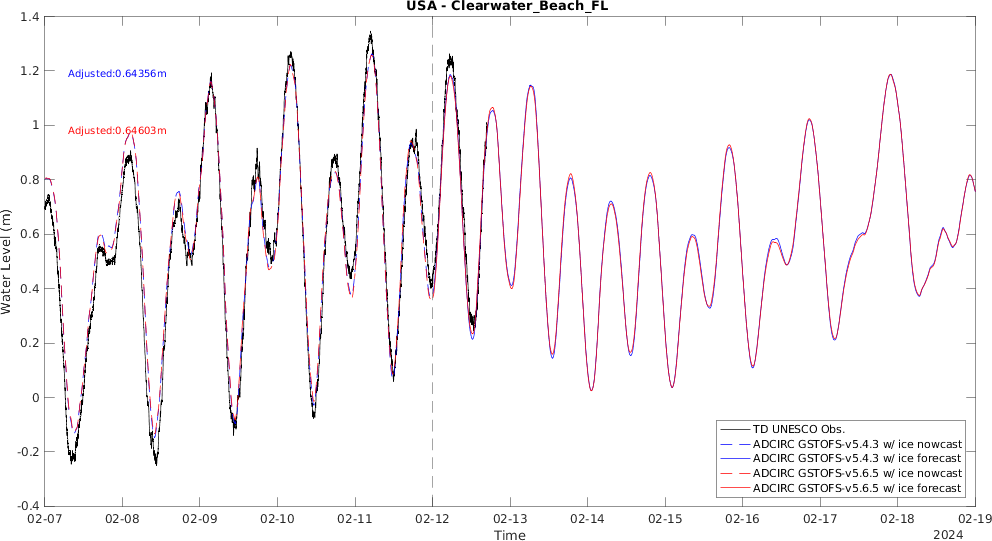 USA - Clearwater_Beach_FL
1.4
1.2
1
0.8
0.6
0.4
0.2
0
-0.2
-0.4
Water Level (m)
Adjusted:0.64356m
Adjusted:0.64603m
TD UNESCO Obs.
ADCIRC GSTOFS-v5.4.3 w/ ice nowcast
ADCIRC GSTOFS-v5.4.3 w/ ice forecast
ADCIRC GSTOFS-v5.6.5 w/ ice nowcast
ADCIRC GSTOFS-v5.6.5 w/ ice forecast
02-07 02-08 02-09 02-10 02-11 02-12 02-13 02-14 02-15 02-16 02-17 02-18 02-19
Time
2024